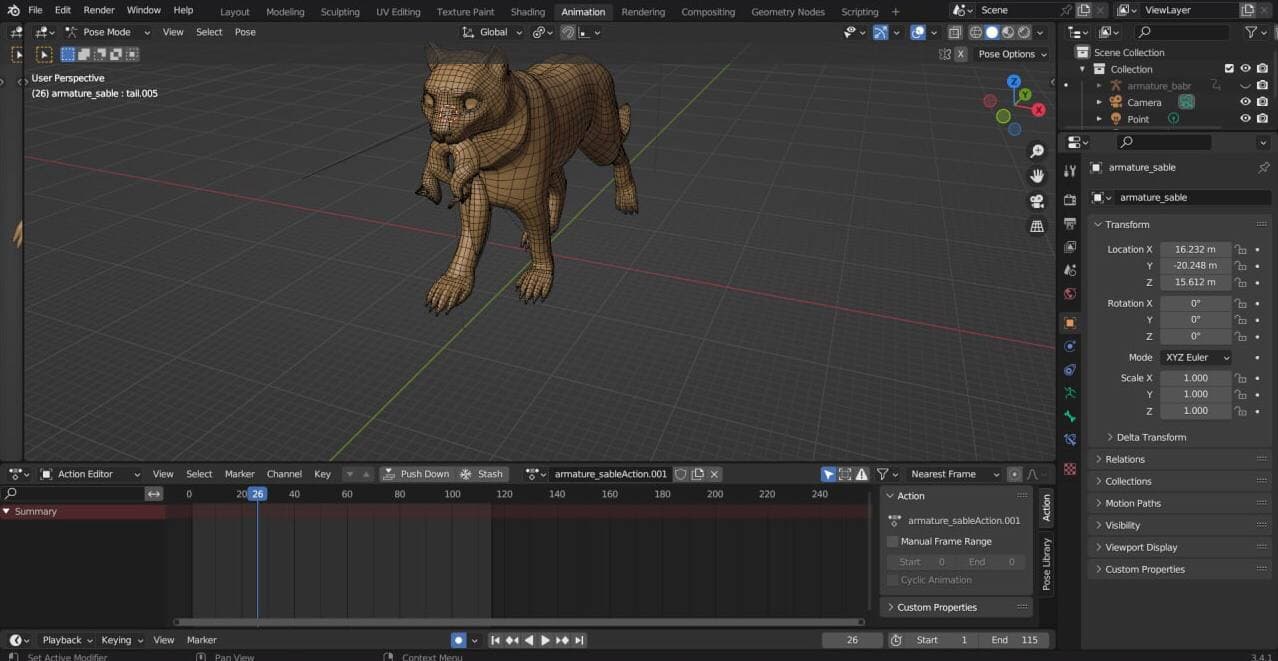 File Edit Render Window Help Layout Modeling Sculpting UV Editing Texture Paint Shading Animation Rendering Compositing Geometry Nodes Scripting + Scene ViewLayer
Pose Mode View Select Pose Global
X Pose Options
User Perspective
(26) armature_sable : tail.005
Z
Y
X
Scene Collection
Collection
armature_babr
Camera
Point
armature_sable
armature_sable
Transform
Location X 16.232 m
Y -20.248 m
Z 15.612 m
Rotation X 0°
Y 0°
Z 0°
Mode XYZ Euler
Scale X 1.000
Y 1.000
Z 1.000
Delta Transform
Relations
Collections
Motion Paths
Visibility
Viewport Display
Custom Properties
Action Editor View Select Marker Channel Key Push Down Stash armature_sableAction.001 Nearest Frame
0 20 26 40 60 80 100 120 140 160 180 200 220 240
Summary
Action
armature_sableAction.001
Manual Frame Range
Start 0 End 0
Cyclic Animation
Custom Properties
Action
Pose Library
Playback Keying View Marker 26 Start 1 End 115
Set Active Modifier Pan View Context Menu 3.4.1